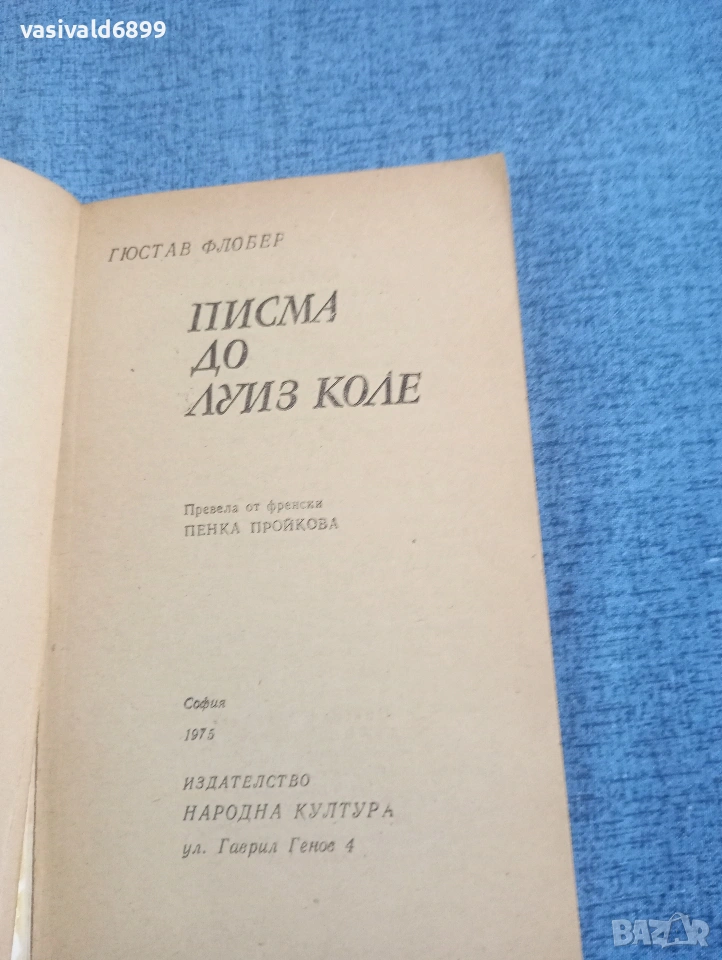 vasivald6899
ГЮСТАВ ФЛОБЕР
ПИСМА
ДО
ЛУИЗ КОЛЕ
Превела от френски
ПЕНКА ПРОЙКОВА
София
1975
ИЗДАТЕЛСТВО
НАРОДНА КУЛТУРА
ул. Гаврил Генов 4
BAZAR